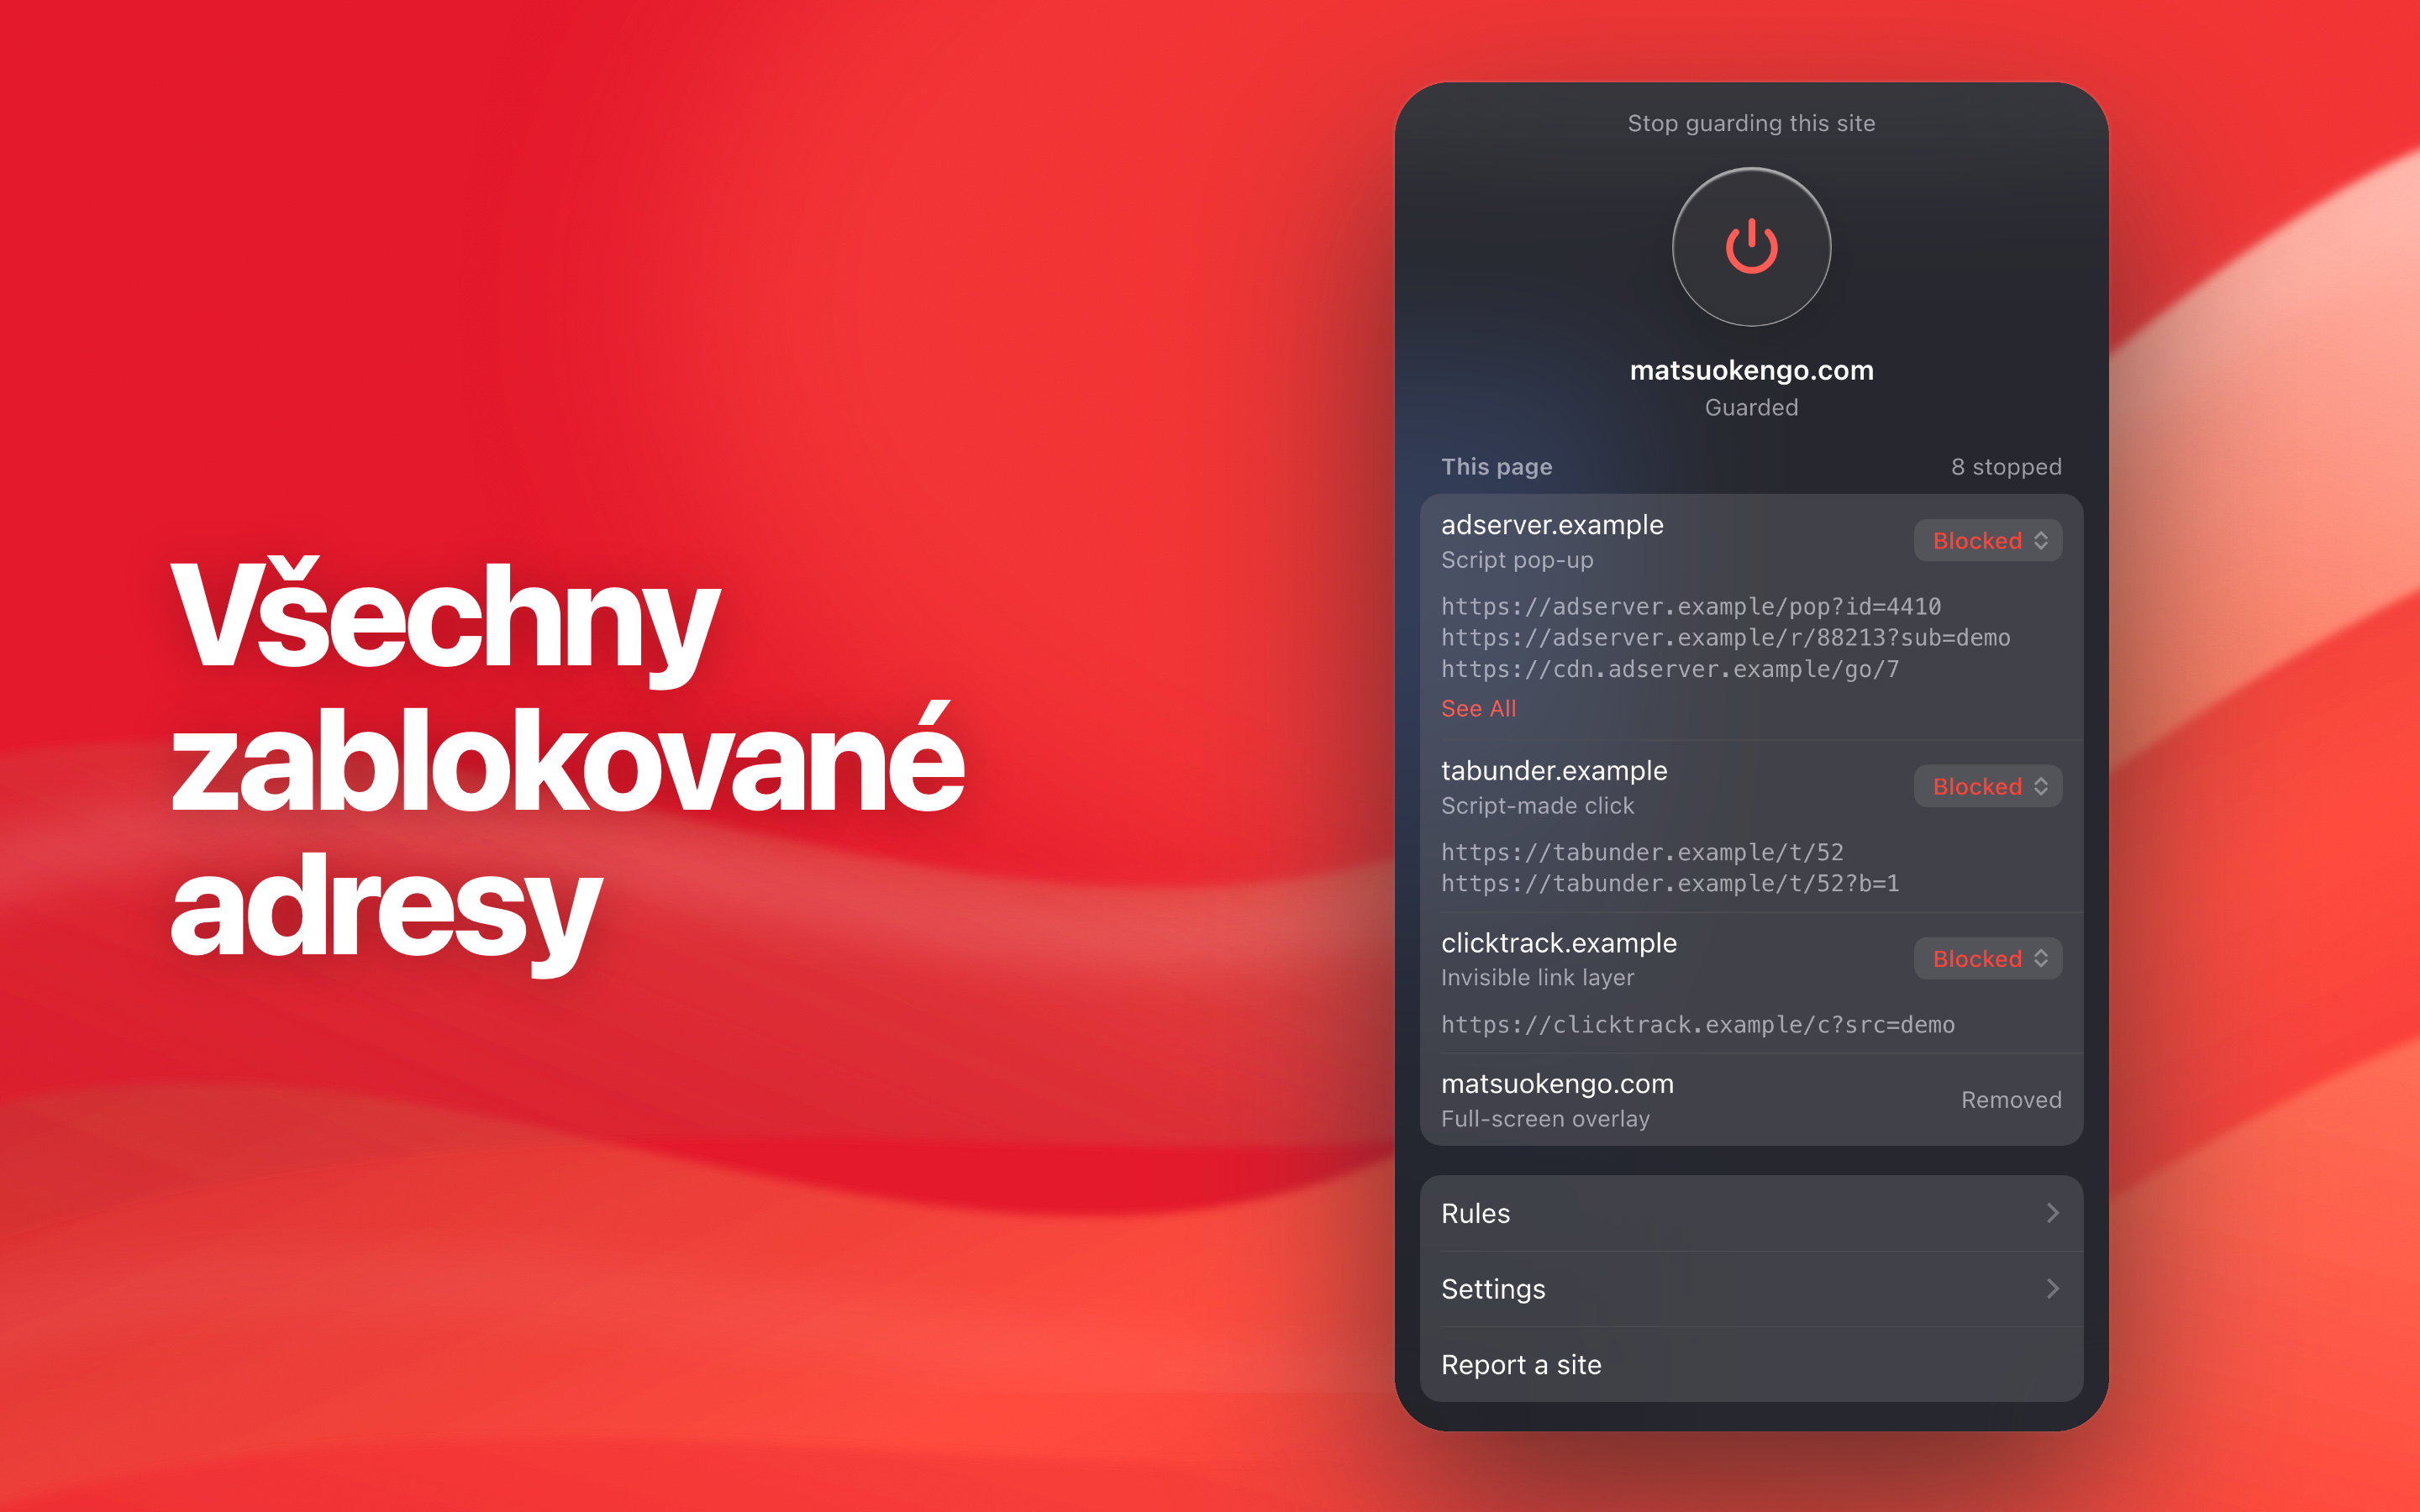 Všechny
zablokované
adresy
Stop guarding this site
matsuokengo.com
Guarded
This page
8 stopped
adserver.example
Script pop-up
Blocked
https://adserver.example/pop?id=4410
https://adserver.example/r/88213?sub=demo
https://cdn.adserver.example/go/7
See All
tabunder.example
Script-made click
Blocked
https://tabunder.example/t/52
https://tabunder.example/t/52?b=1
clicktrack.example
Invisible link layer
Blocked
https://clicktrack.example/c?src=demo
matsuokengo.com
Full-screen overlay
Removed
Rules
Settings
Report a site